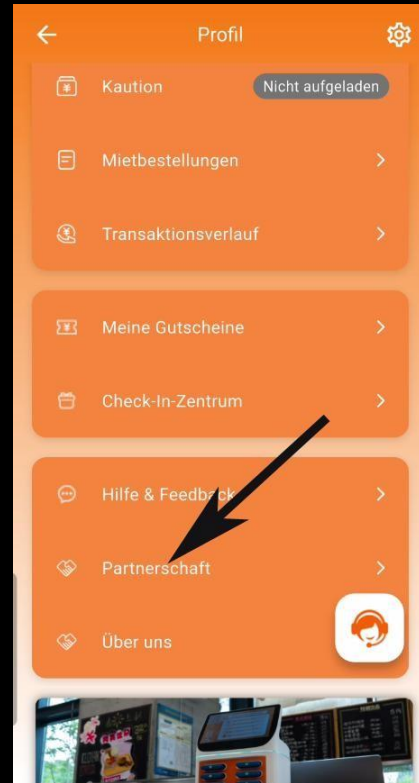 Profil
Kaution
Nicht aufgeladen
Mietbestellungen
Transaktionsverlauf
Meine Gutscheine
Check-In-Zentrum
Hilfe & Feedback
Partnerschaft
Über uns